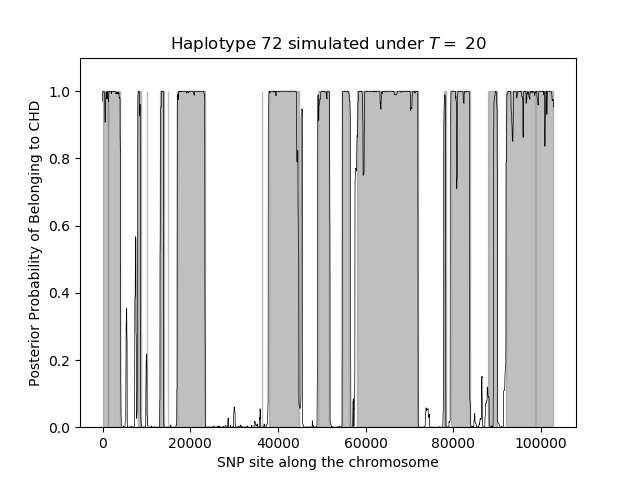 Haplotype 72 simulated under T = 20
Posterior Probability of Belonging to CHD
1.0
0.8
0.6
0.4
0.2
0.0
0 20000 40000 60000 80000 100000
SNP site along the chromosome